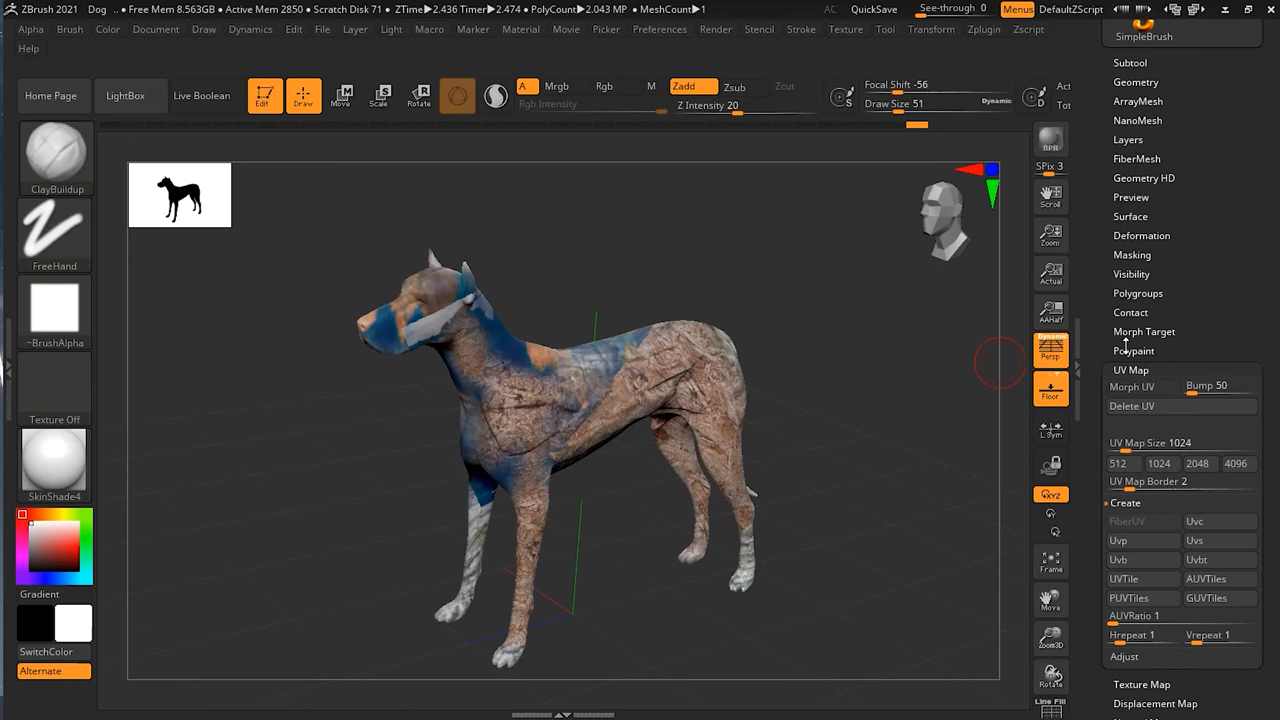 ZBrush 2021 Dog .. • Free Mem 8.563GB • Active Mem 2850 • Scratch Disk 71 • ZTime▶2.436 Timer▶2.474 • PolyCount▶2.043 MP • MeshCount▶1 AC QuickSave See-through 0 Menus DefaultZScript
Alpha Brush Color Document Draw Dynamics Edit File Layer Light Macro Marker Material Movie Picker Preferences Render Stencil Stroke Texture Tool Transform Zplugin Zscript
Help
Home Page LightBox Live Boolean Edit Draw Move Scale Rotate
A Mrgb Rgb M Zadd Zsub Zcut
Rgb Intensity Z Intensity 20
Focal Shift -56
Draw Size 51 Dynamic
S D
ClayBuildup
FreeHand
~BrushAlpha
Texture Off
SkinShade4
Gradient
SwitchColor
Alternate
BPR
SPix 3
Scroll
Zoom
Actual
AAHalf
Dynamic
Persp
Floor
L.Sym
XYZ
Y
Z
Frame
Move
Zoom3D
Rotate
Line Fill
SimpleBrush
Subtool
Geometry
ArrayMesh
NanoMesh
Layers
FiberMesh
Geometry HD
Preview
Surface
Deformation
Masking
Visibility
Polygroups
Contact
Morph Target
Polypaint
UV Map
Morph UV Bump 50
Delete UV
UV Map Size 1024
512 1024 2048 4096
UV Map Border 2
Create
FiberUV Uvc
Uvp Uvs
Uvb Uvbt
UVTile AUVTiles
PUVTiles GUVTiles
AUVRatio 1
Hrepeat 1 Vrepeat 1
Adjust
Texture Map
Displacement Map